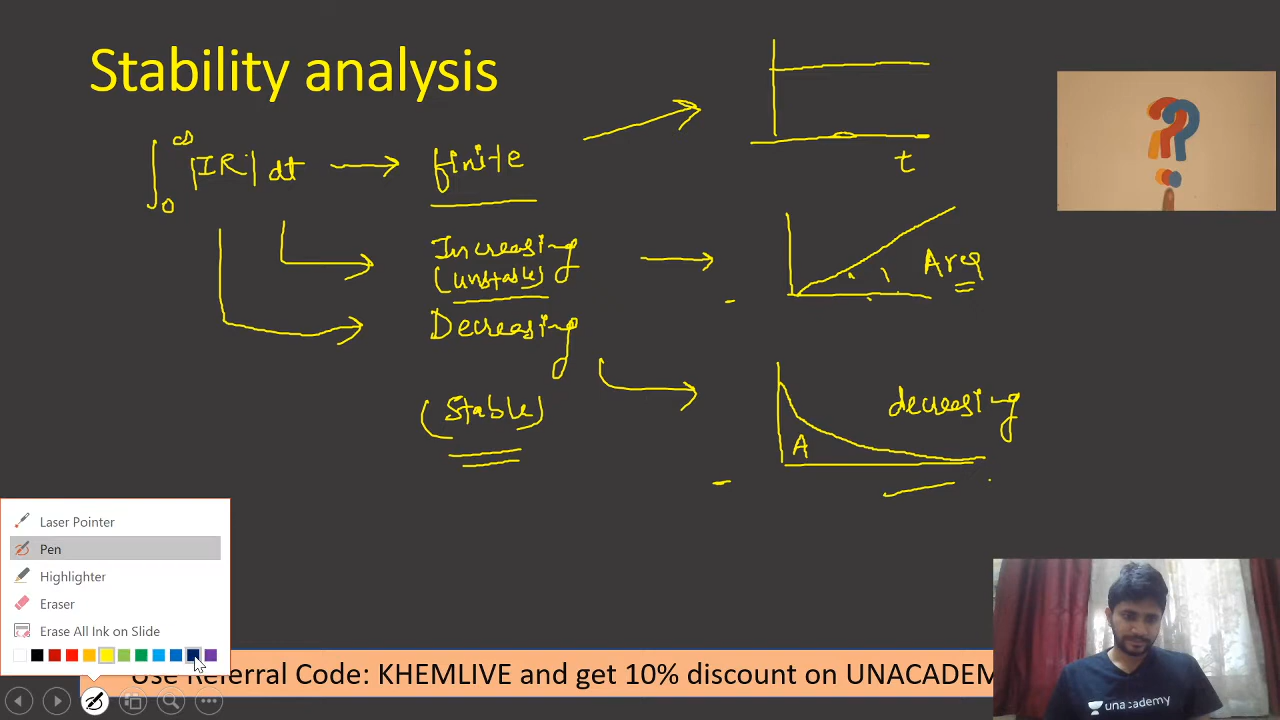 Stability analysis
∫₀^∞ |IR| dt → finite
t
Increasing
(unstable)
Area
Decreasing
(stable)
decreasing
A
Laser Pointer
Pen
Highlighter
Eraser
Erase All Ink on Slide
Use Referral Code: KHEMLIVE and get 10% discount on UNACADEM
unacademy